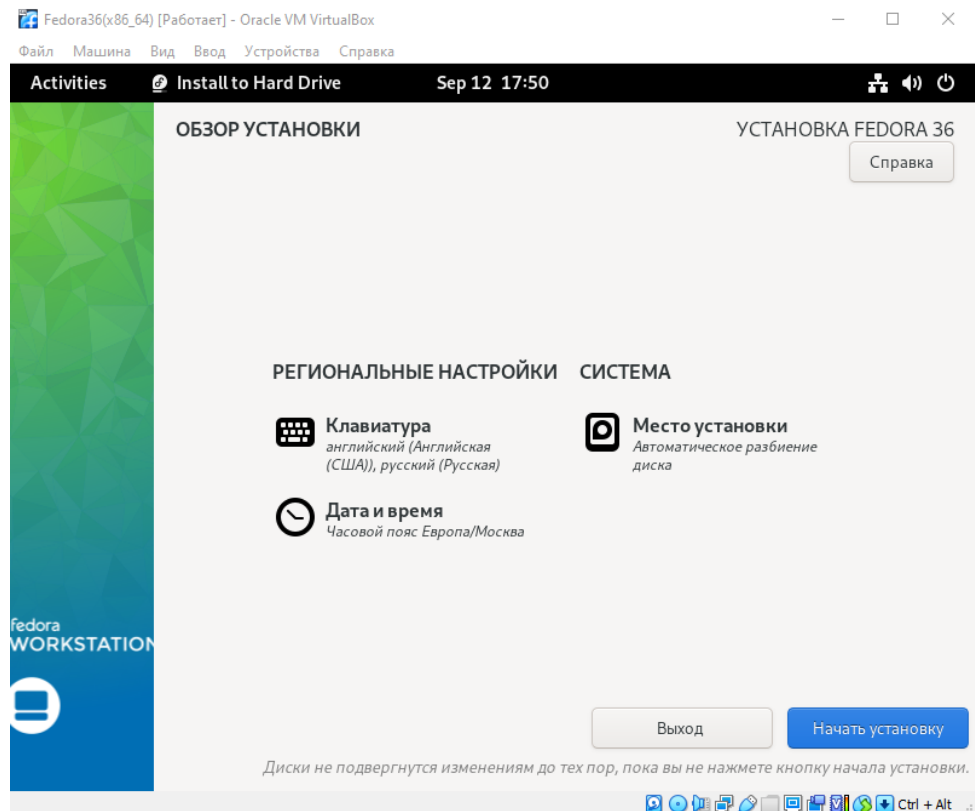 Fedora36(x86_64) [Работает] - Oracle VM VirtualBox
Файл Машина Вид Ввод Устройства Справка
Activities Install to Hard Drive Sep 12 17:50
ОБЗОР УСТАНОВКИ
УСТАНОВКА FEDORA 36
Справка
РЕГИОНАЛЬНЫЕ НАСТРОЙКИ
Клавиатура
английский (Английская
(США)), русский (Русская)
Дата и время
Часовой пояс Европа/Москва
СИСТЕМА
Место установки
Автоматическое разбиение
диска
fedora
WORKSTATION
Выход
Начать установку
Диски не подвергнутся изменениям до тех пор, пока вы не нажмете кнопку начала установки.
Ctrl + Alt